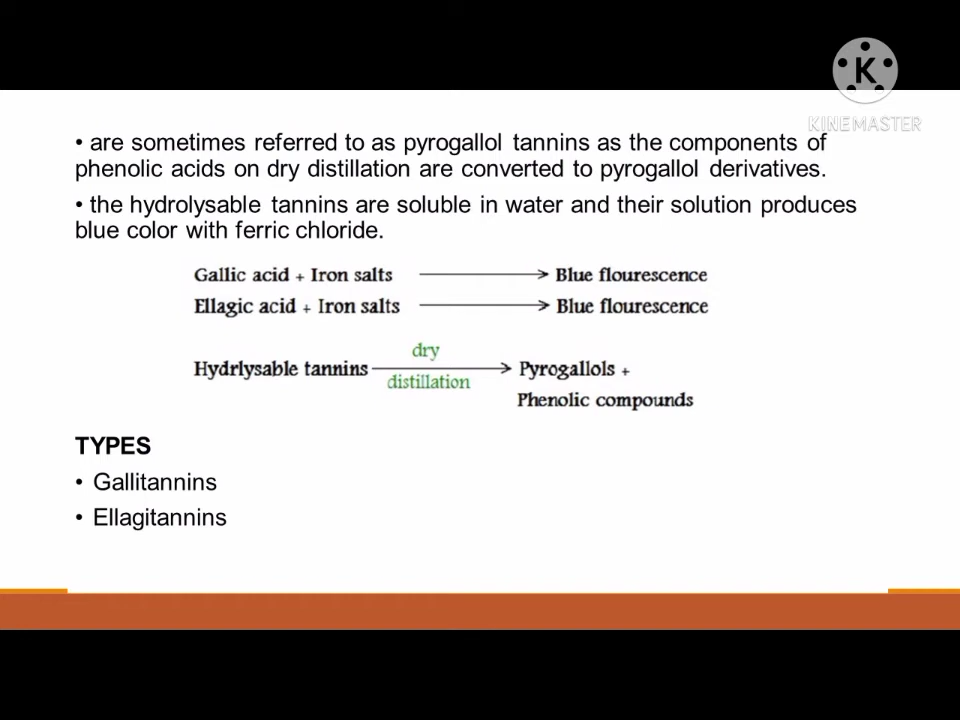 K
KINEMASTER
• are sometimes referred to as pyrogallol tannins as the components of
phenolic acids on dry distillation are converted to pyrogallol derivatives.
• the hydrolysable tannins are soluble in water and their solution produces
blue color with ferric chloride.
Gallic acid + Iron salts ⟶ Blue flourescence
Ellagic acid + Iron salts ⟶ Blue flourescence
dry
Hydrlysable tannins ⟶ Pyrogallols +
distillation
Phenolic compounds
TYPES
• Gallitannins
• Ellagitannins